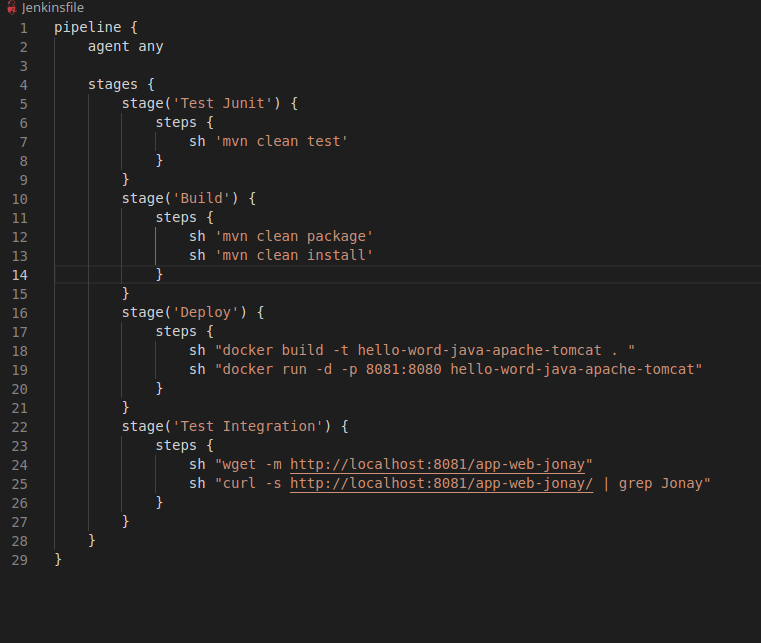 Jenkinsfile
1 pipeline {
2     agent any
3
4     stages {
5         stage('Test Junit') {
6             steps {
7                 sh 'mvn clean test'
8             }
9         }
10         stage('Build') {
11             steps {
12                 sh 'mvn clean package'
13                 sh 'mvn clean install'
14             }
15         }
16         stage('Deploy') {
17             steps {
18                 sh "docker build -t hello-word-java-apache-tomcat . "
19                 sh "docker run -d -p 8081:8080 hello-word-java-apache-tomcat"
20             }
21         }
22         stage('Test Integration') {
23             steps {
24                 sh "wget -m http://localhost:8081/app-web-jonay"
25                 sh "curl -s http://localhost:8081/app-web-jonay/ | grep Jonay"
26             }
27         }
28     }
29 }